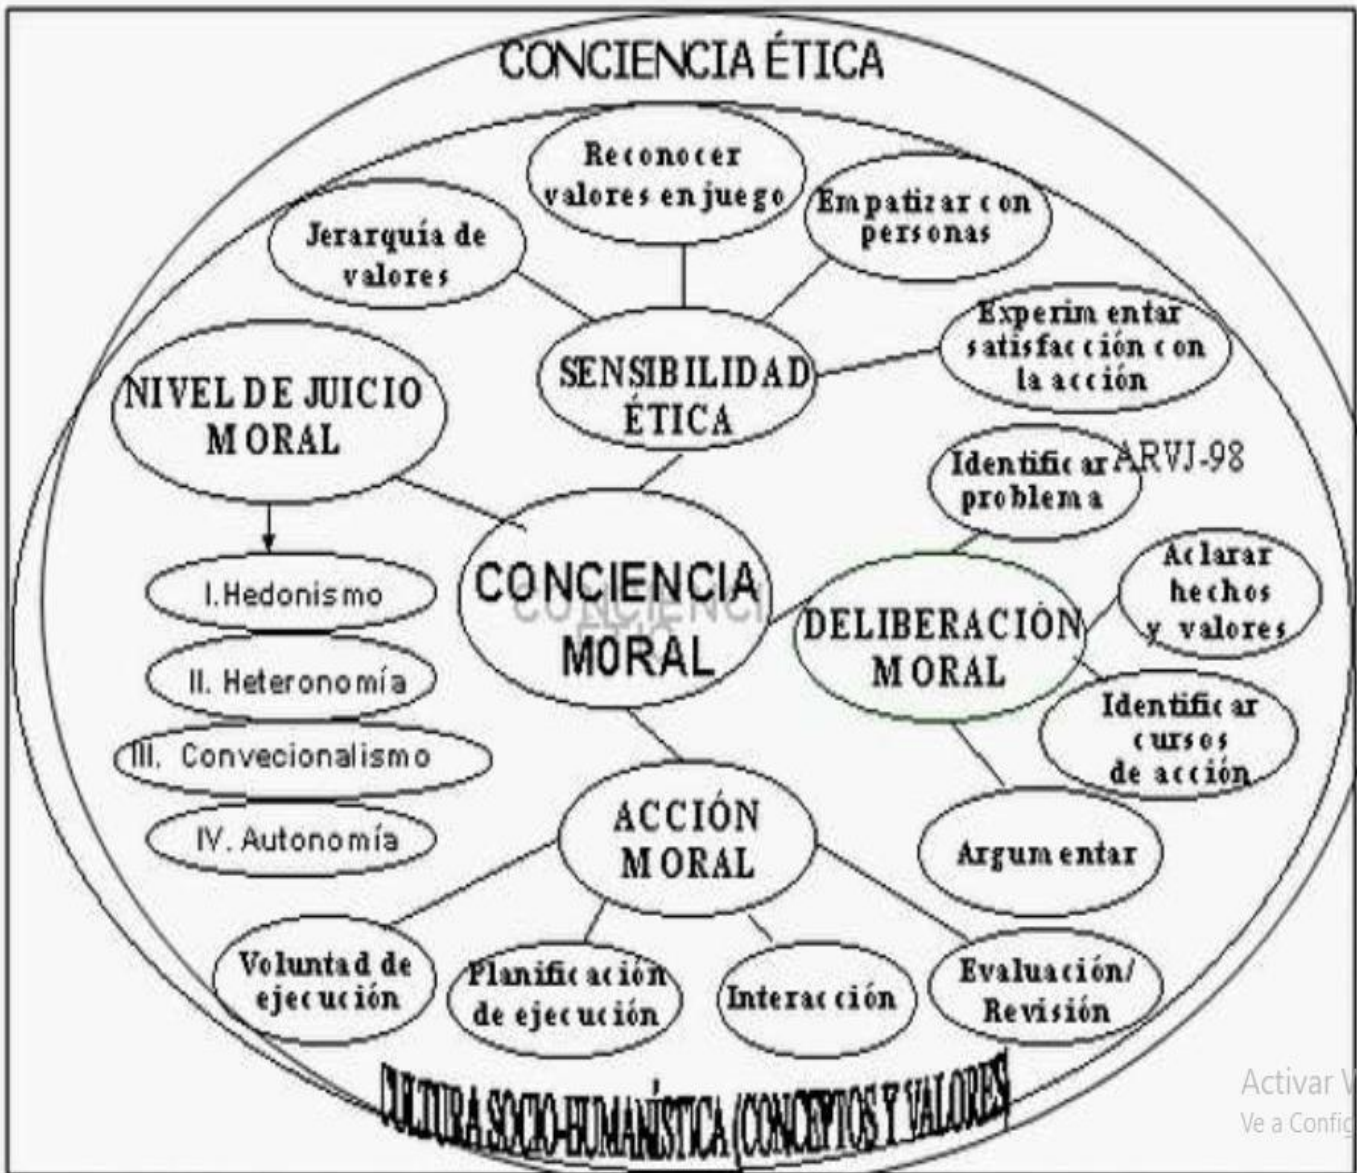 CONCIENCIA ÉTICA
Reconocer
valores en juego
Empatizar con
personas
Jerarquía de
valores
Experimentar
satisfacción con
la acción
SENSIBILIDAD
ÉTICA
NIVEL DE JUICIO
MORAL
Identificar
problema
ARVJ-98
CONCIENCIA
MORAL
I.Hedonismo
II. Heteronomía
III. Convecionalismo
IV. Autonomía
DELIBERACIÓN
MORAL
Aclarar
hechos
y valores
Identificar
cursos
de acción
Argumentar
ACCIÓN
MORAL
Voluntad de
ejecución
Planificación
de ejecución
Interacción
Evaluación/
Revisión
CULTURA SOCIO-HUMANÍSTICA (CONCEPTOS Y VALORES)
Activar
Ve a Config